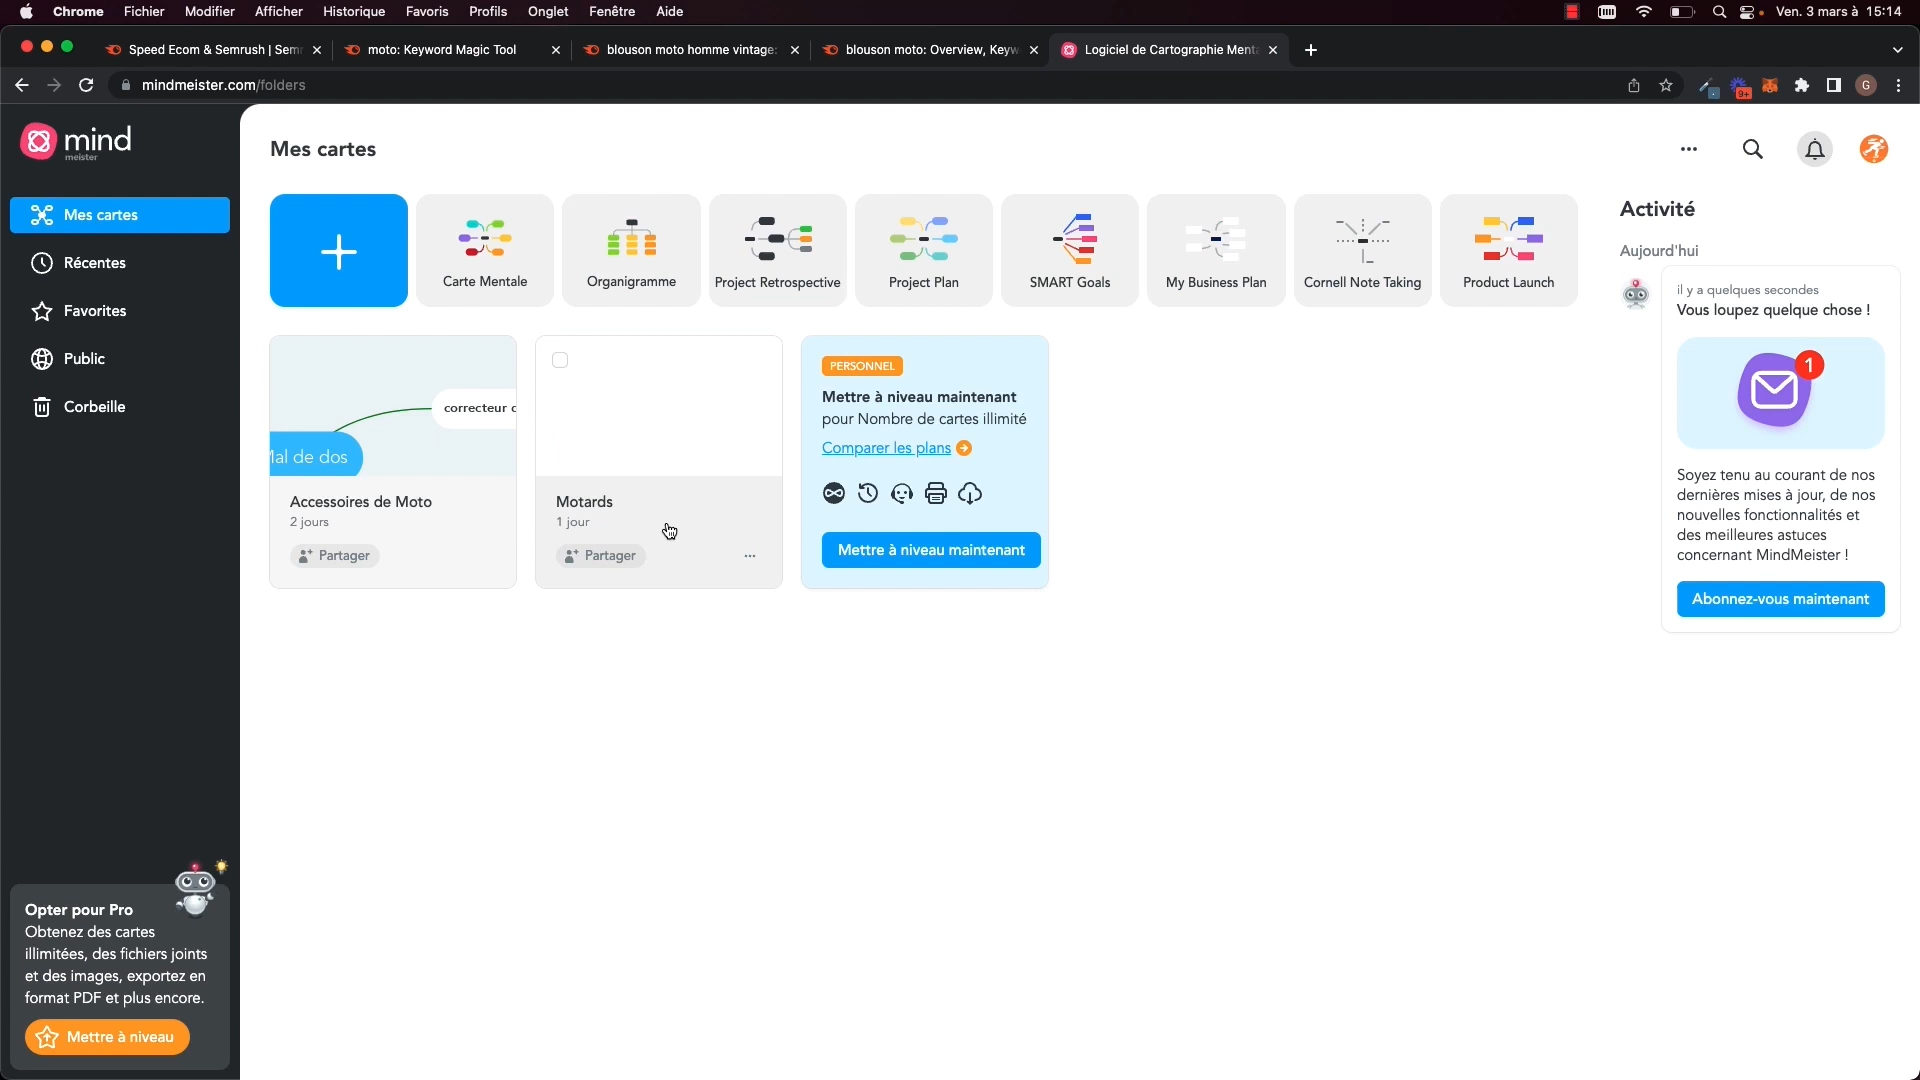 Chrome Fichier Modifier Afficher Historique Favoris Profils Onglet Fenêtre Aide Ven. 3 mars à 15:14
Speed Ecom & Semrush | Semr moto: Keyword Magic Tool blouson moto homme vintage: blouson moto: Overview, Keyw Logiciel de Cartographie Menta
mindmeister.com/folders 9+ G
mind
meister
Mes cartes
Mes cartes
Récentes
Favorites
Public
Corbeille
Carte Mentale
Organigramme
Project Retrospective
Project Plan
SMART Goals
My Business Plan
Cornell Note Taking
Product Launch
correcteur d
Mal de dos
Accessoires de Moto
2 jours
Partager
Motards
1 jour
Partager
PERSONNEL
Mettre à niveau maintenant
pour Nombre de cartes illimité
Comparer les plans
Mettre à niveau maintenant
Activité
Aujourd'hui
il y a quelques secondes
Vous loupez quelque chose !
1
Soyez tenu au courant de nos
dernières mises à jour, de nos
nouvelles fonctionnalités et
des meilleures astuces
concernant MindMeister !
Abonnez-vous maintenant
Opter pour Pro
Obtenez des cartes
illimitées, des fichiers joints
et des images, exportez en
format PDF et plus encore.
Mettre à niveau